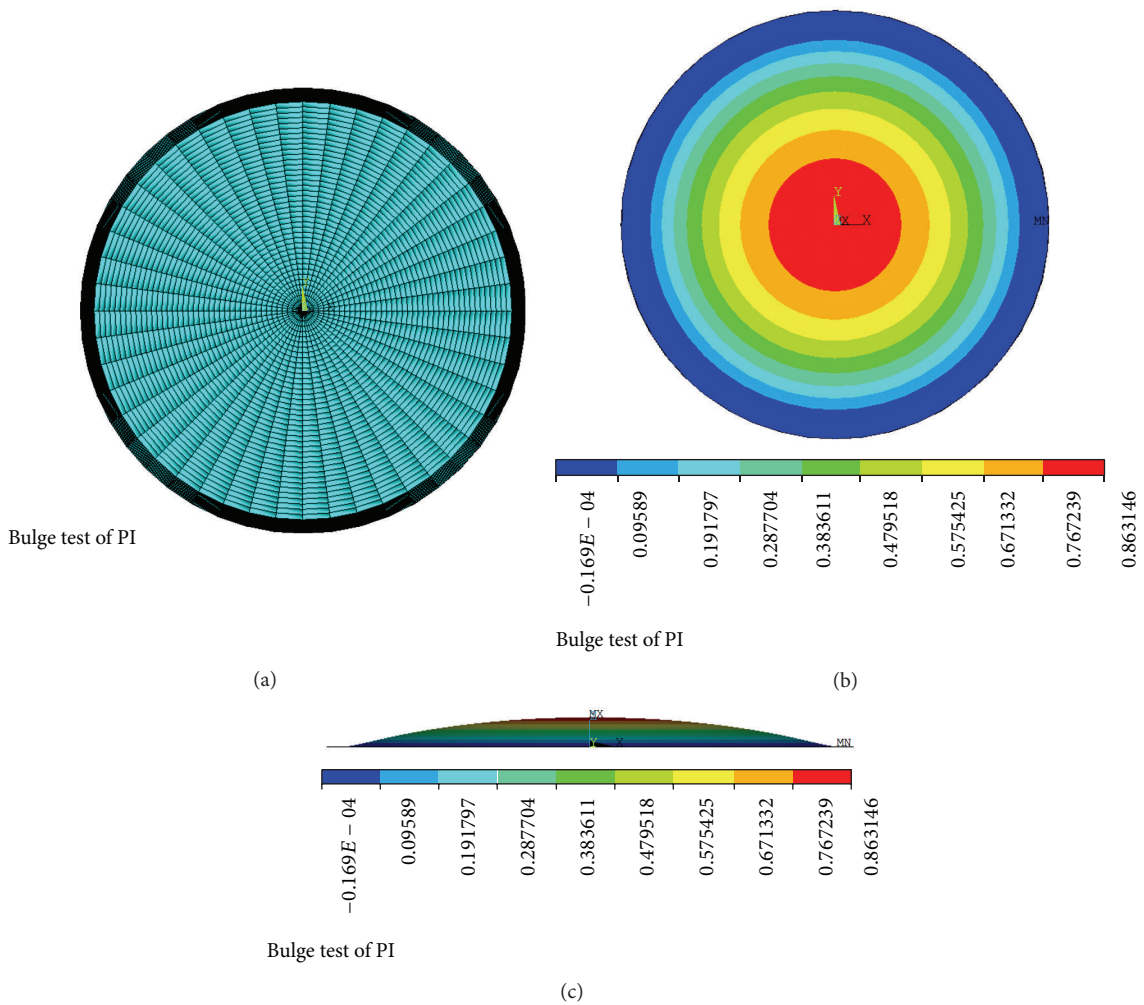 Bulge test of PI
(a)
Y
X
X
MN
−0.169E − 04
0.09589
0.191797
0.287704
0.383611
0.479518
0.575425
0.671332
0.767239
0.863146
Bulge test of PI
(b)
MX
Y
X
MN
−0.169E − 04
0.09589
0.191797
0.287704
0.383611
0.479518
0.575425
0.671332
0.767239
0.863146
Bulge test of PI
(c)